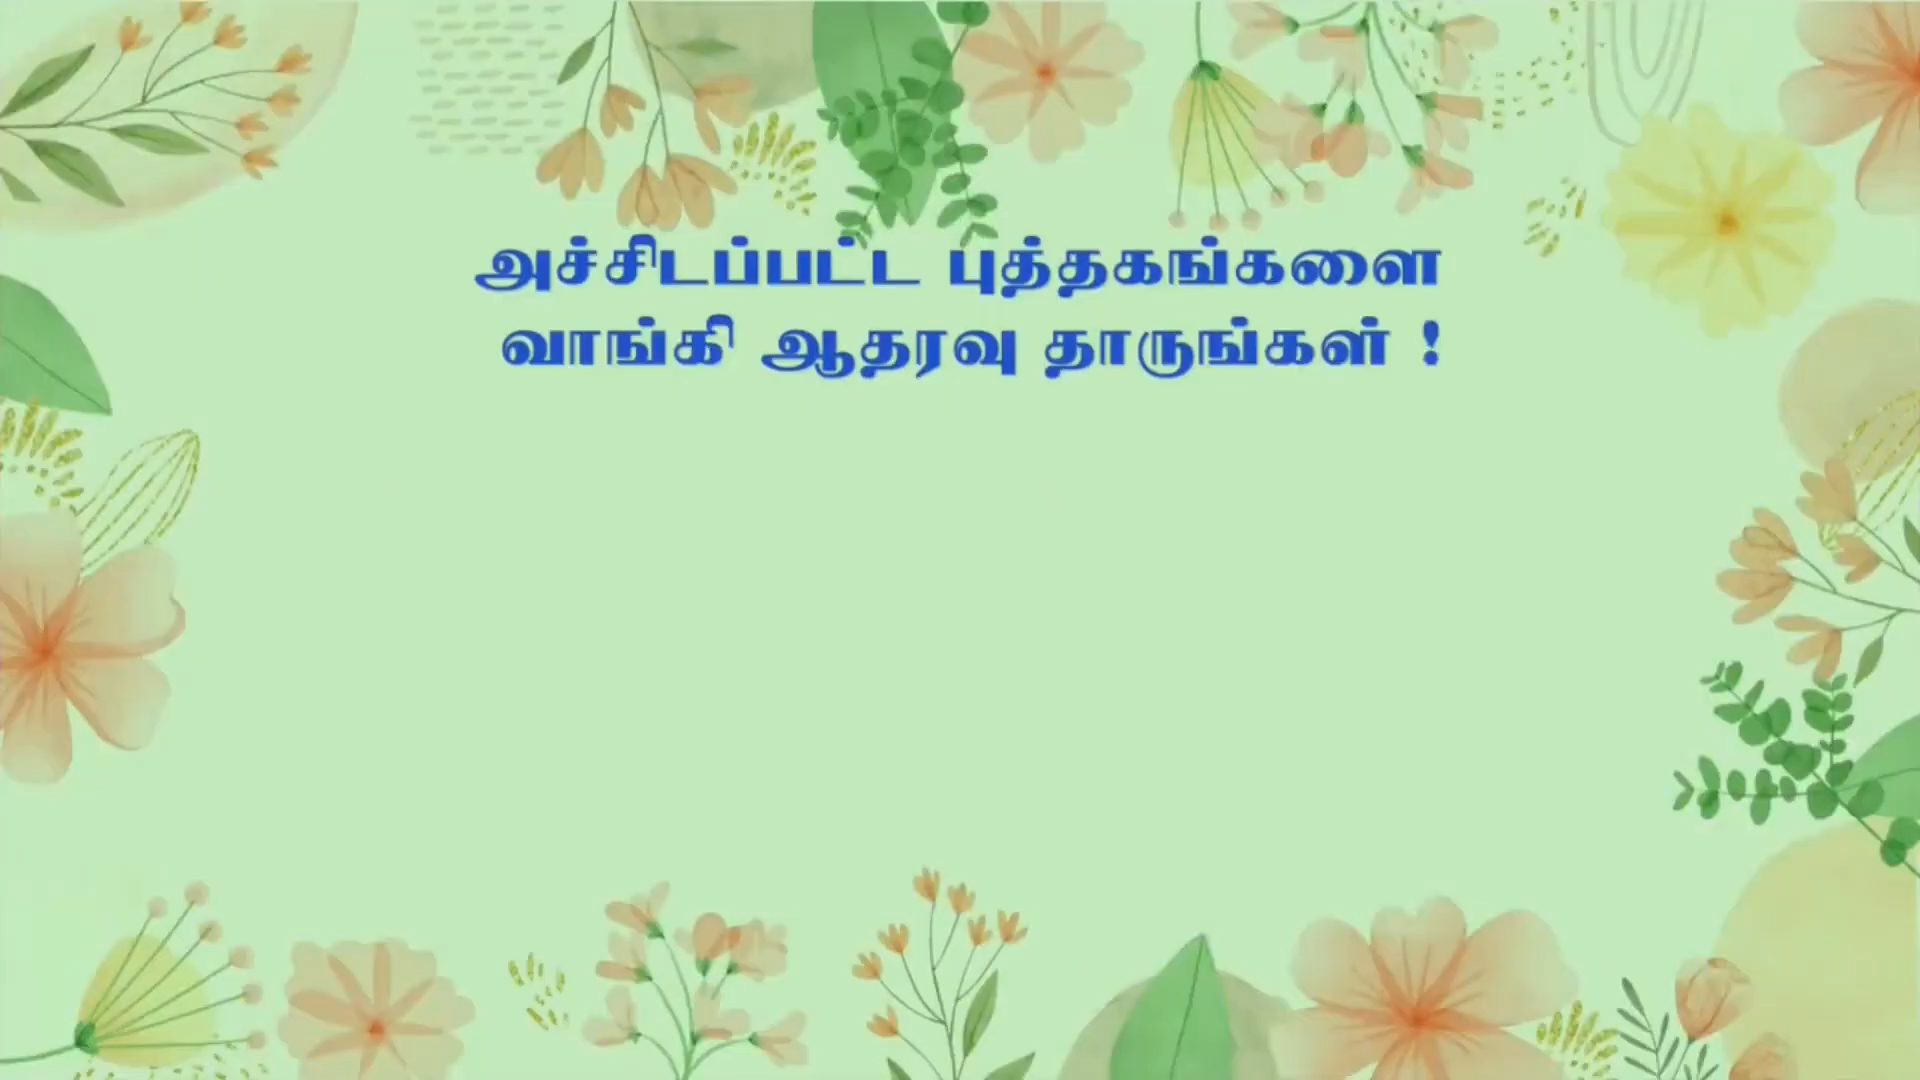 அச்சிடப்பட்ட புத்தகங்களை
வாங்கி ஆதரவு தாருங்கள் !